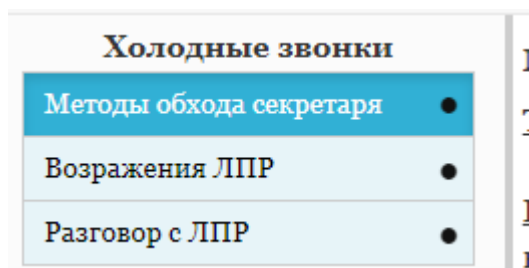 Холодные звонки
Методы обхода секретаря
Возражения ЛПР
Разговор с ЛПР